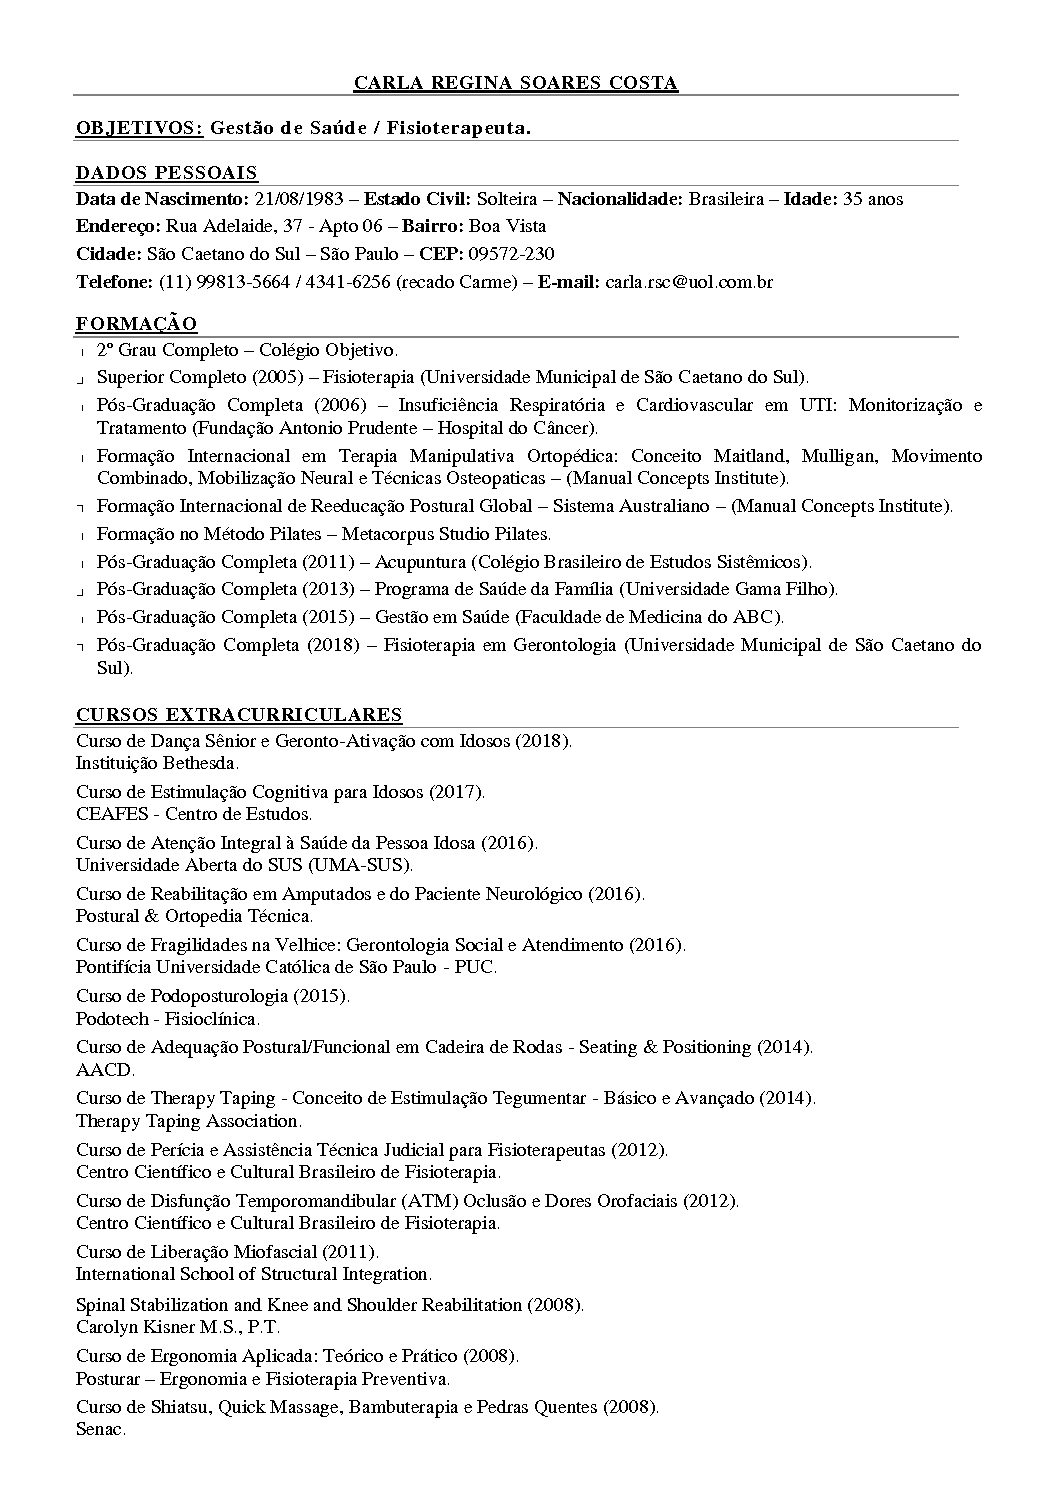 CARLA REGINA SOARES COSTA
OBJETIVOS: Gestão de Saúde / Fisioterapeuta.
DADOS PESSOAIS
Data de Nascimento: 21/08/1983 – Estado Civil: Solteira – Nacionalidade: Brasileira – Idade: 35 anos
Endereço: Rua Adelaide, 37 - Apto 06 – Bairro: Boa Vista
Cidade: São Caetano do Sul – São Paulo – CEP: 09572-230
Telefone: (11) 99813-5664 / 4341-6256 (recado Carme) – E-mail: carla.rsc@uol.com.br
FORMAÇÃO
2º Grau Completo – Colégio Objetivo.
Superior Completo (2005) – Fisioterapia (Universidade Municipal de São Caetano do Sul).
Pós-Graduação Completa (2006) – Insuficiência Respiratória e Cardiovascular em UTI: Monitorização e
Tratamento (Fundação Antonio Prudente – Hospital do Câncer).
Formação Internacional em Terapia Manipulativa Ortopédica: Conceito Maitland, Mulligan, Movimento
Combinado, Mobilização Neural e Técnicas Osteopaticas – (Manual Concepts Institute).
Formação Internacional de Reeducação Postural Global – Sistema Australiano – (Manual Concepts Institute).
Formação no Método Pilates – Metacorpus Studio Pilates.
Pós-Graduação Completa (2011) – Acupuntura (Colégio Brasileiro de Estudos Sistêmicos).
Pós-Graduação Completa (2013) – Programa de Saúde da Família (Universidade Gama Filho).
Pós-Graduação Completa (2015) – Gestão em Saúde (Faculdade de Medicina do ABC).
Pós-Graduação Completa (2018) – Fisioterapia em Gerontologia (Universidade Municipal de São Caetano do
Sul).
CURSOS EXTRACURRICULARES
Curso de Dança Sênior e Geronto-Ativação com Idosos (2018).
Instituição Bethesda.
Curso de Estimulação Cognitiva para Idosos (2017).
CEAFES - Centro de Estudos.
Curso de Atenção Integral à Saúde da Pessoa Idosa (2016).
Universidade Aberta do SUS (UMA-SUS).
Curso de Reabilitação em Amputados e do Paciente Neurológico (2016).
Postural & Ortopedia Técnica.
Curso de Fragilidades na Velhice: Gerontologia Social e Atendimento (2016).
Pontifícia Universidade Católica de São Paulo - PUC.
Curso de Podoposturologia (2015).
Podotech - Fisioclínica.
Curso de Adequação Postural/Funcional em Cadeira de Rodas - Seating & Positioning (2014).
AACD.
Curso de Therapy Taping - Conceito de Estimulação Tegumentar - Básico e Avançado (2014).
Therapy Taping Association.
Curso de Perícia e Assistência Técnica Judicial para Fisioterapeutas (2012).
Centro Científico e Cultural Brasileiro de Fisioterapia.
Curso de Disfunção Temporomandibular (ATM) Oclusão e Dores Orofaciais (2012).
Centro Científico e Cultural Brasileiro de Fisioterapia.
Curso de Liberação Miofascial (2011).
International School of Structural Integration.
Spinal Stabilization and Knee and Shoulder Reabilitation (2008).
Carolyn Kisner M.S., P.T.
Curso de Ergonomia Aplicada: Teórico e Prático (2008).
Posturar – Ergonomia e Fisioterapia Preventiva.
Curso de Shiatsu, Quick Massage, Bambuterapia e Pedras Quentes (2008).
Senac.